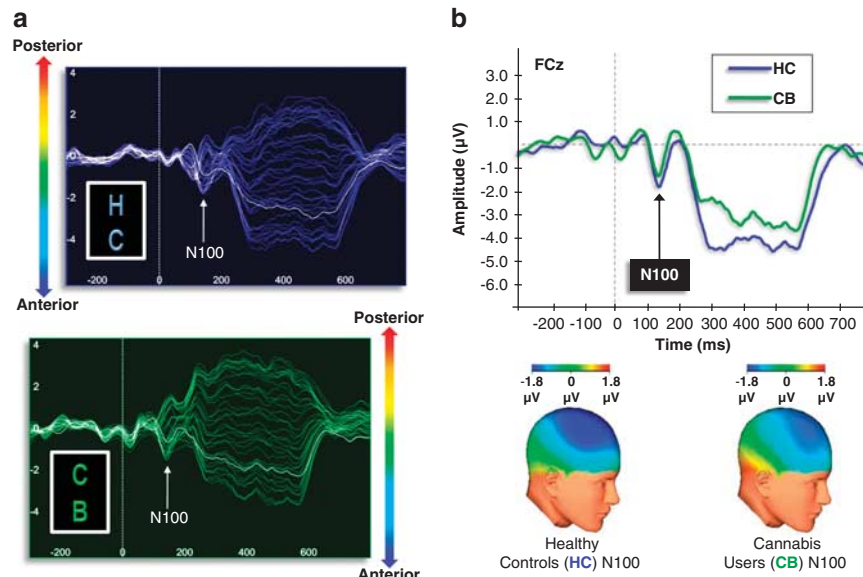 a
Posterior
4
2
0
-2
-4
H
C
N100
-200
0
200
400
600
Anterior
Posterior
4
2
0
-2
-4
C
B
N100
-200
0
200
400
600
Anterior
b
FCz
HC
CB
Amplitude (µV)
3.0
2.0
1.0
0
-1.0
-2.0
-3.0
-4.0
-5.0
-6.0
N100
-200 -100 0 100 200 300 400 500 600 700
Time (ms)
-1.8 0 1.8
µV µV µV
-1.8 0 1.8
µV µV µV
Healthy
Controls (HC) N100
Cannabis
Users (CB) N100